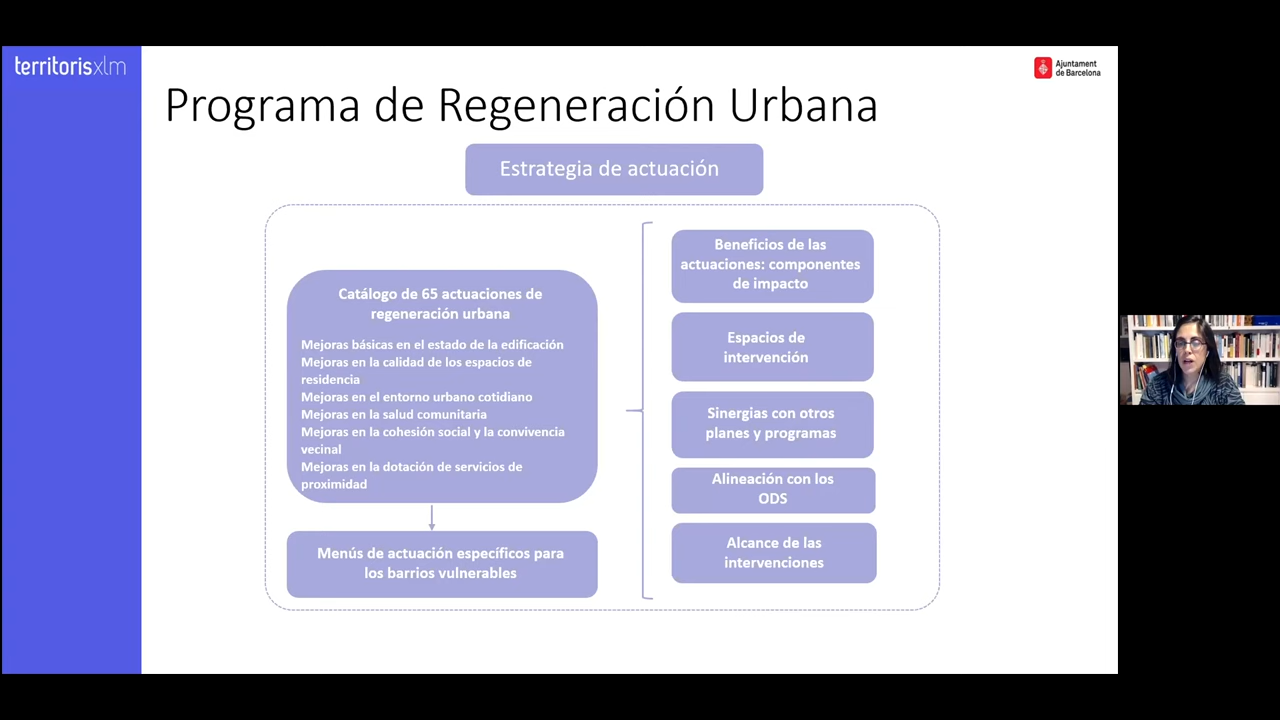 territorisxlm
Ajuntament
de Barcelona
Programa de Regeneración Urbana
Estrategia de actuación
Catálogo de 65 actuaciones de
regeneración urbana
Mejoras básicas en el estado de la edificación
Mejoras en la calidad de los espacios de
residencia
Mejoras en el entorno urbano cotidiano
Mejoras en la salud comunitaria
Mejoras en la cohesión social y la convivencia
vecinal
Mejoras en la dotación de servicios de
proximidad
Menús de actuación específicos para
los barrios vulnerables
Beneficios de las
actuaciones: componentes
de impacto
Espacios de
intervención
Sinergias con otros
planes y programas
Alineación con los
ODS
Alcance de las
intervenciones